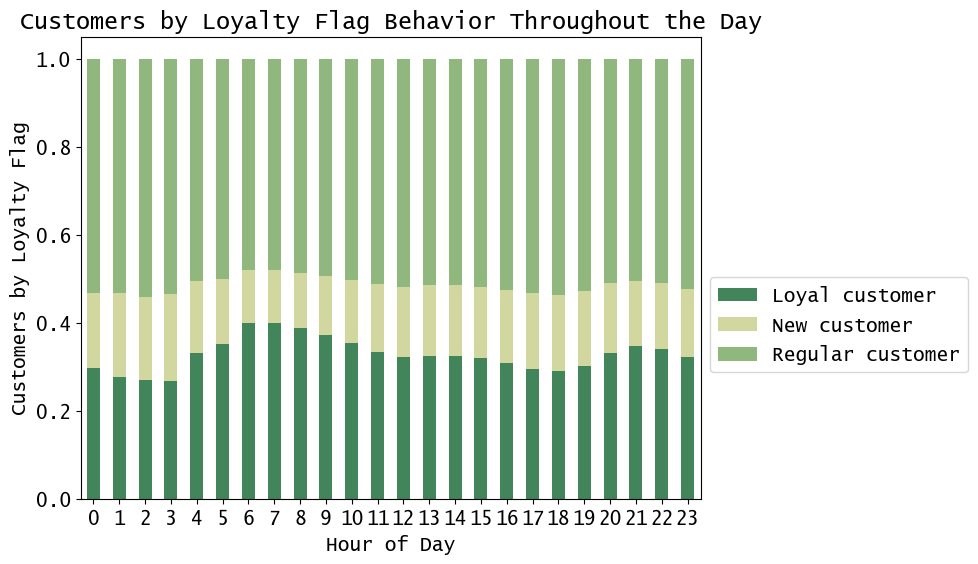 Customers by Loyalty Flag Behavior Throughout the Day
Customers by Loyalty Flag
1.0
0.8
0.6
0.4
0.2
0.0
0 1 2 3 4 5 6 7 8 9 10 11 12 13 14 15 16 17 18 19 20 21 22 23
Hour of Day
Loyal customer
New customer
Regular customer